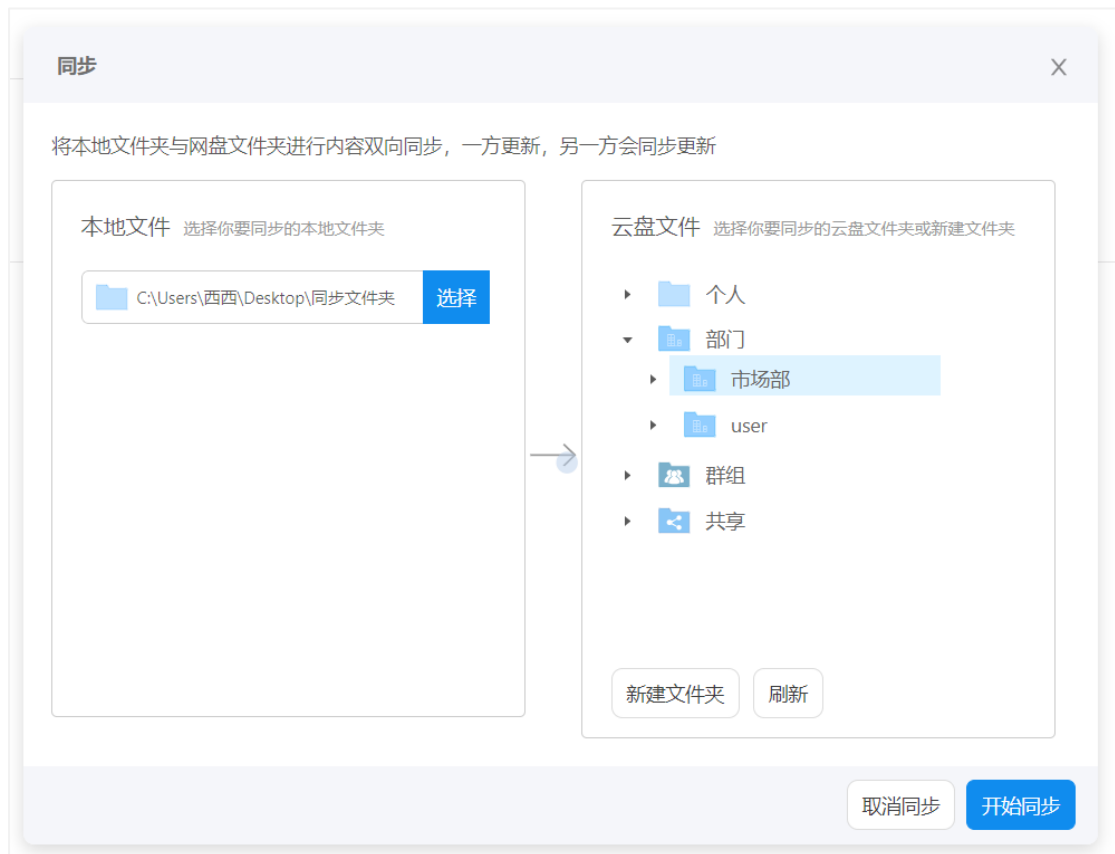 同步
将本地文件夹与网盘文件夹进行内容双向同步，一方更新，另一方会同步更新
本地文件 选择你要同步的本地文件夹
C:\Users\西西\Desktop\同步文件夹 选择
云盘文件 选择你要同步的云盘文件夹或新建文件夹
个人
部门
市场部
user
群组
共享
新建文件夹 刷新
取消同步 开始同步